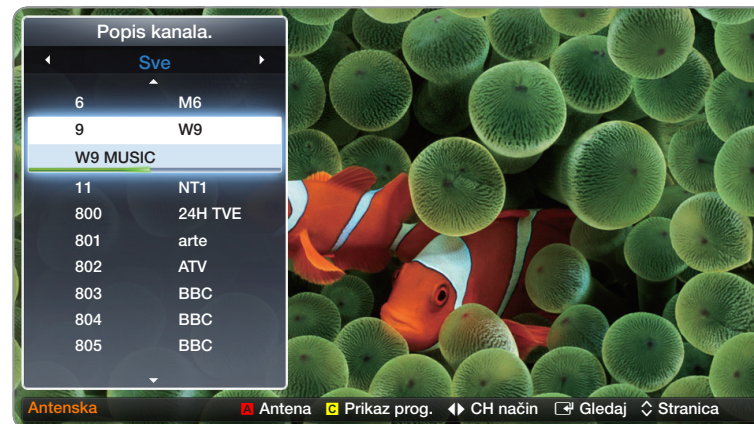 Popis kanala.
Sve
6 M6
9 W9
W9 MUSIC
11 NT1
800 24H TVE
801 arte
802 ATV
803 BBC
804 BBC
805 BBC
Antenska A Antena C Prikaz prog. CH način Gledaj Stranica